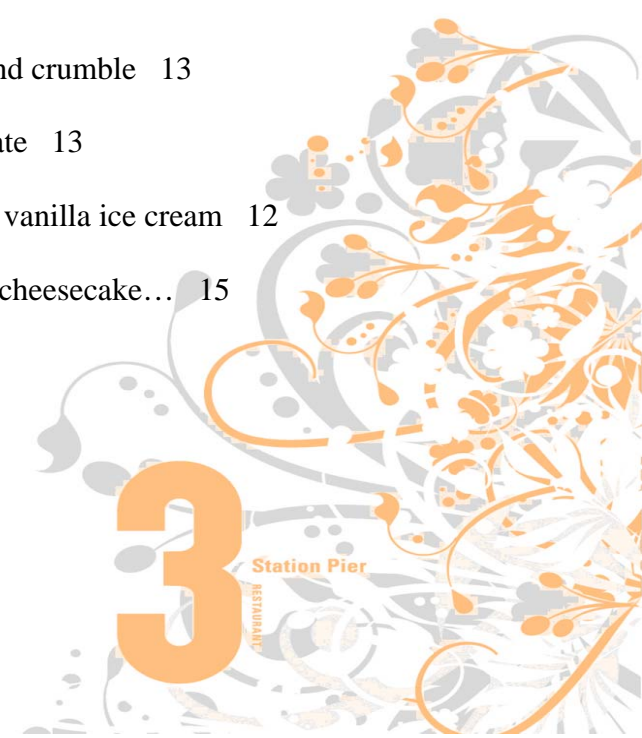 nd crumble 13
ate 13
vanilla ice cream 12
cheesecake… 15
3
Station Pier
RESTAURANT